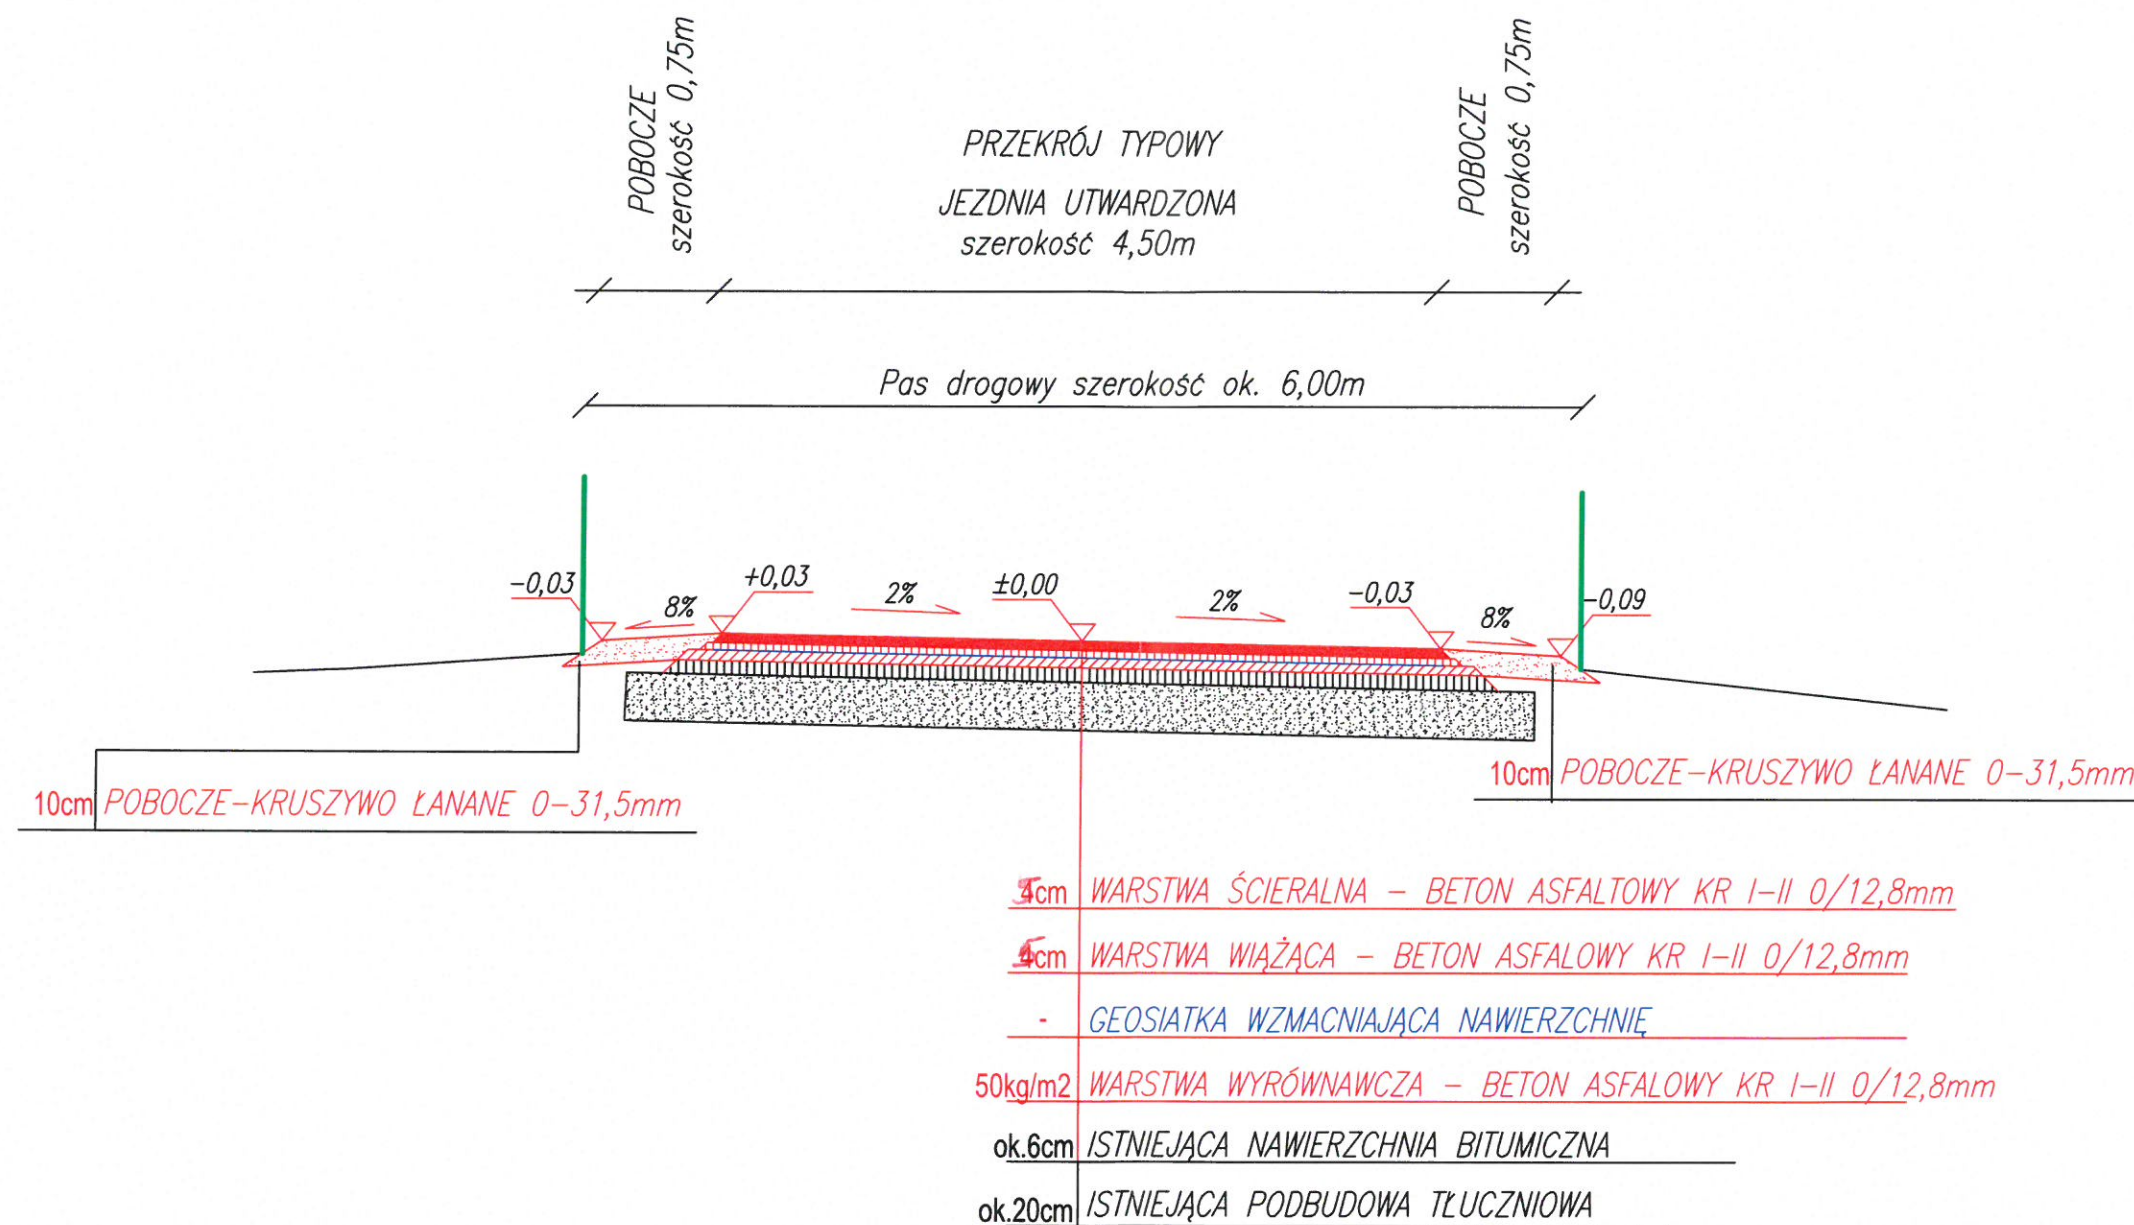 POBOCZE
szerokość 0,75m
PRZEKRÓJ TYPOWY
JEZDNIA UTWARDZONA
szerokość 4,50m
POBOCZE
szerokość 0,75m
Pas drogowy szerokość ok. 6,00m
-0,03
8%
+0,03
2%
±0,00
2%
-0,03
8%
-0,09
10cm POBOCZE-KRUSZYWO ŁANANE 0-31,5mm
10cm POBOCZE-KRUSZYWO ŁANANE 0-31,5mm
cm WARSTWA ŚCIERALNA - BETON ASFALTOWY KR I-II 0/12,8mm
cm WARSTWA WIĄŻĄCA - BETON ASFALOWY KR I-II 0/12,8mm
- GEOSIATKA WZMACNIAJĄCA NAWIERZCHNIĘ
50kg/m2 WARSTWA WYRÓWNAWCZA - BETON ASFALOWY KR I-II 0/12,8mm
ok.6cm ISTNIEJĄCA NAWIERZCHNIA BITUMICZNA
ok.20cm ISTNIEJĄCA PODBUDOWA TŁUCZNIOWA